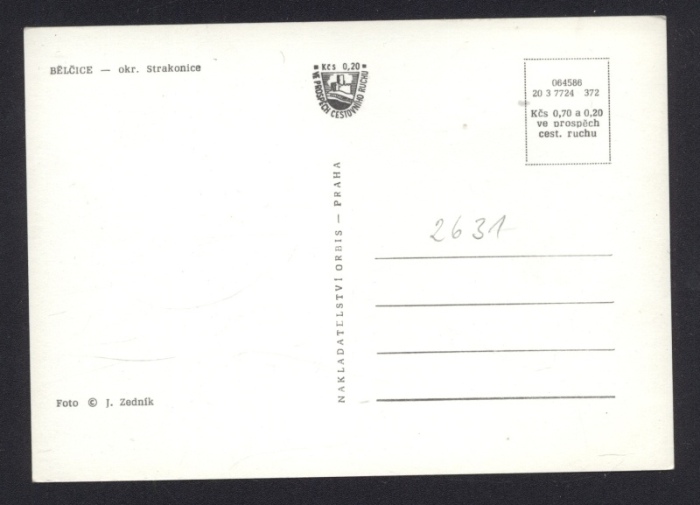 BĚLČICE — okr. Strakonice
Kčs 0,20
VE PROSPĚCH CESTOVNÍHO RUCHU
064586
20 3 7724 372
Kčs 0,70 a 0,20
ve prospěch
cest. ruchu
NAKLADATELSTVÍ ORBIS — PRAHA
2631
Foto © J. Zedník